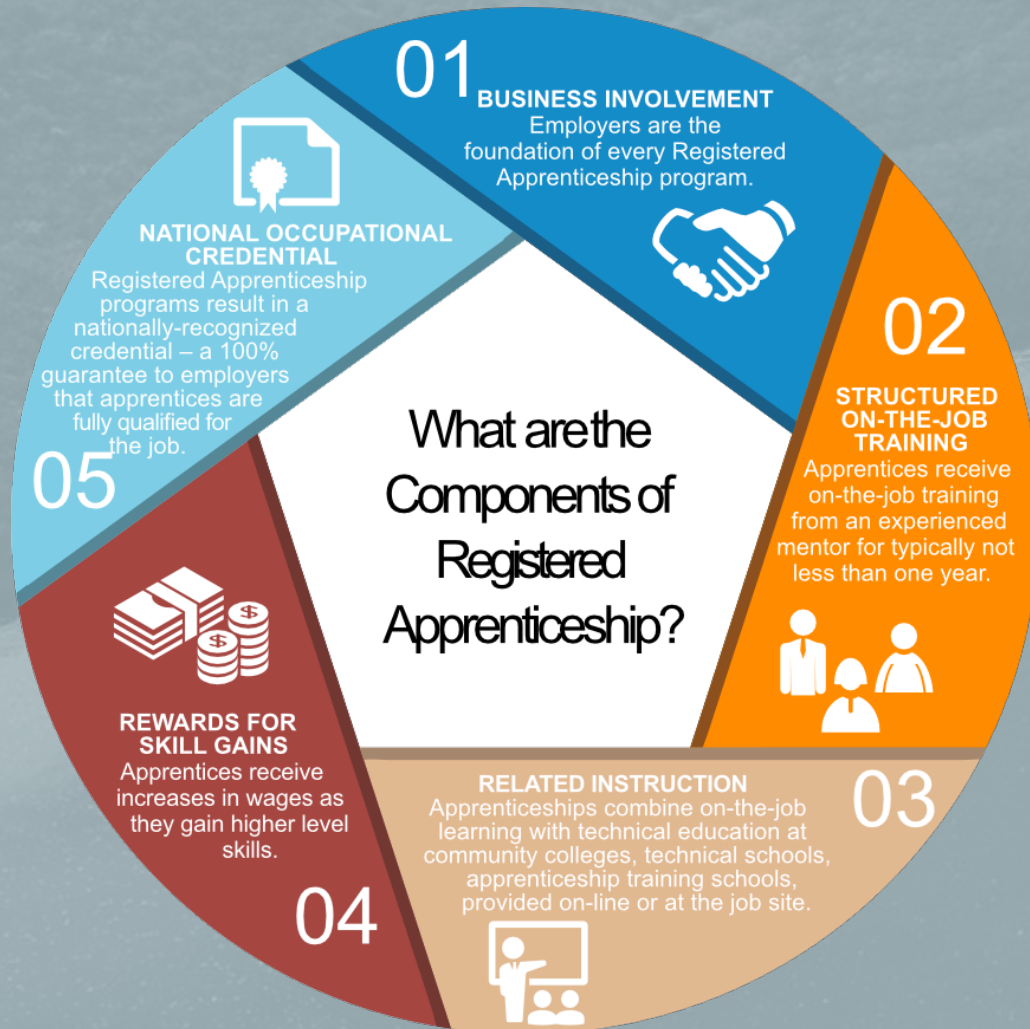 01
BUSINESS INVOLVEMENT
Employers are the
foundation of every Registered
Apprenticeship program.
02
STRUCTURED
ON-THE-JOB
TRAINING
Apprentices receive
on-the-job training
from an experienced
mentor for typically not
less than one year.
03
RELATED INSTRUCTION
Apprenticeships combine on-the-job
learning with technical education at
community colleges, technical schools,
apprenticeship training schools,
provided on-line or at the job site.
04
REWARDS FOR
SKILL GAINS
Apprentices receive
increases in wages as
they gain higher level
skills.
$
$
05
NATIONAL OCCUPATIONAL
CREDENTIAL
Registered Apprenticeship
programs result in a
nationally-recognized
credential – a 100%
guarantee to employers
that apprentices are
fully qualified for
the job.
What are the
Components of
Registered
Apprenticeship?